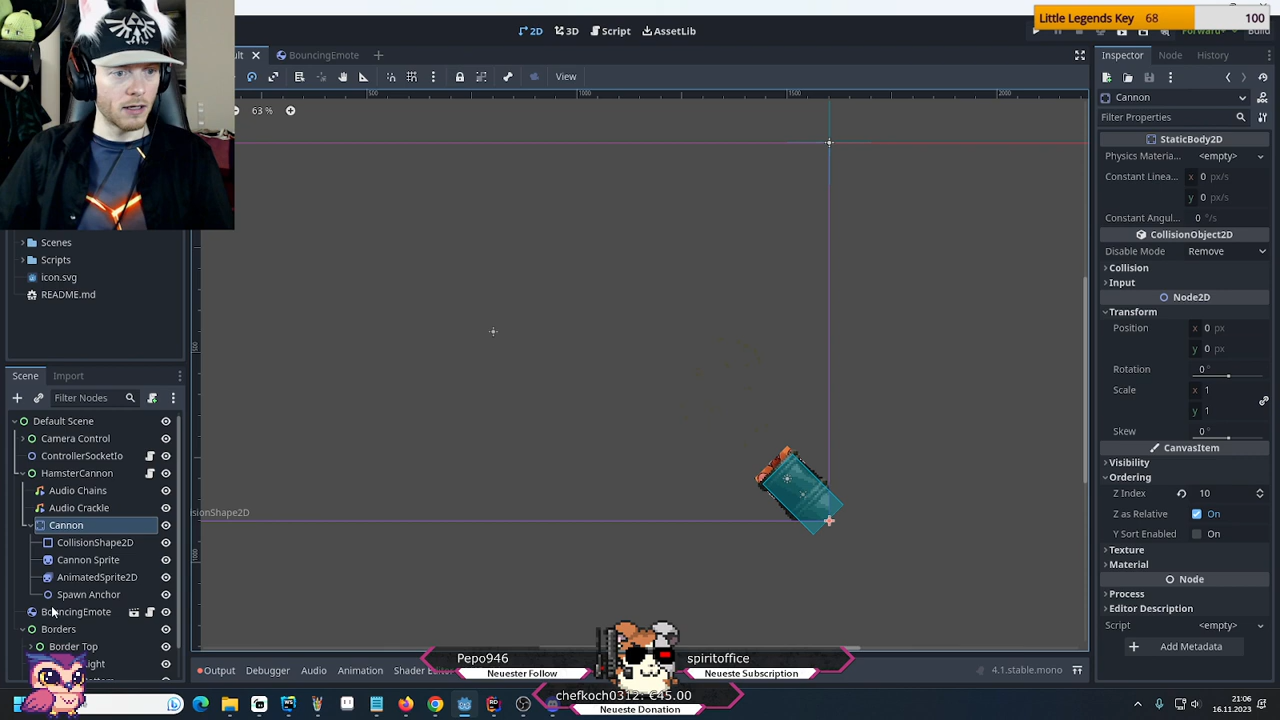 Little Legends Key 68 100
2D 3D Script AssetLib
BouncingEmote
Inspector Node History
View
63 %
500 1000 1500 2000
Cannon
Filter Properties
StaticBody2D
Physics Materia... <empty>
Constant Linea... x 0 px/s
y 0 px/s
Constant Angul... 0 °/s
CollisionObject2D
Disable Mode Remove
Collision
Input
Node2D
Transform
Position x 0 px
y 0 px
Rotation 0 °
Scale x 1
y 1
Skew 0 °
CanvasItem
Visibility
Ordering
Z Index 10
Z as Relative On
Y Sort Enabled On
Texture
Material
Node
Process
Editor Description
Script <empty>
Add Metadata
Scenes
Scripts
icon.svg
README.md
Scene Import
Filter Nodes
Default Scene
Camera Control
ControllerSocketIo
HamsterCannon
Audio Chains
Audio Crackle
Cannon
CollisionShape2D
Cannon Sprite
AnimatedSprite2D
Spawn Anchor
BouncingEmote
Borders
Border Top
Output Debugger Audio Animation
4.1.stable.mono
Pepo946
Neuester Follow
spiritoffice
Neueste Subscription
chefkoch0312: €45.00
Neueste Donation
21:06
16.11.2023